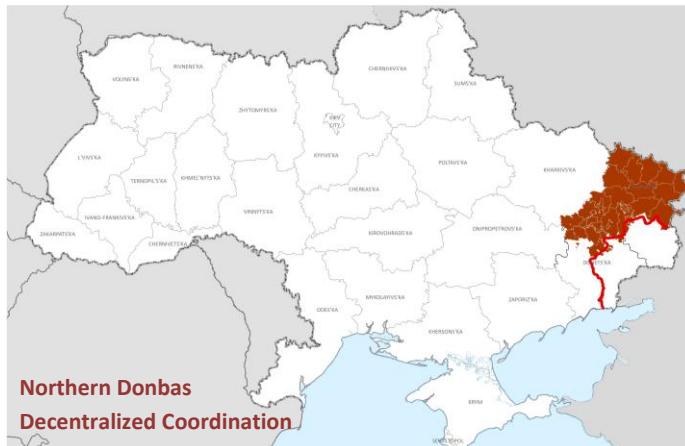 CHERNIHIVS'KA
VOLYNS'KA
RIVNENS'KA
SUMS'KA
ZHYTOMYRS'KA
KYIV
CITY
L'VIVS'KA
KYIVS'KA
POLTAVS'KA
KHARKIVS'KA
TERNOPIL'S'KA
KHMEL'NYTS'KA
CHERKAS'KA
IVANO-FRANKIVS'KA
VINNYTS'KA
ZAKARPATS'KA
KIROVOHRADS'KA
DNIPROPETROVS'KA
CHERNIVETS'KA
DONETS'KA
MYKOLAYIVS'KA
ZAPORIZ'KA
ODES'KA
KHERSONS'KA
Northern Donbas
KRYM
Decentralized Coordination
SEVASTOPOL